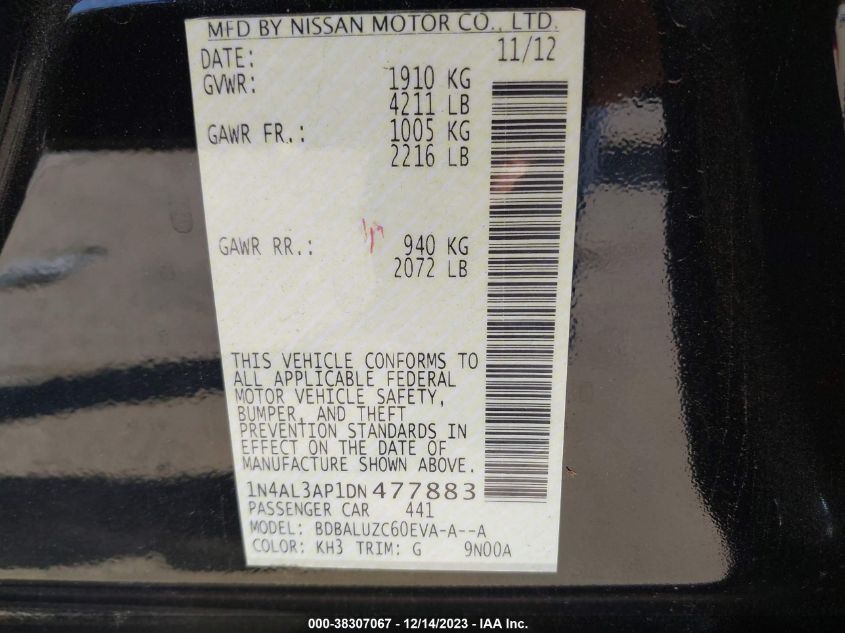 MFD BY NISSAN MOTOR CO., LTD.
DATE: 11/12
GVWR: 1910 KG
4211 LB
GAWR FR.: 1005 KG
2216 LB
GAWR RR.: 940 KG
2072 LB
THIS VEHICLE CONFORMS TO
ALL APPLICABLE FEDERAL
MOTOR VEHICLE SAFETY,
BUMPER, AND THEFT
PREVENTION STANDARDS IN
EFFECT ON THE DATE OF
MANUFACTURE SHOWN ABOVE.
1N4AL3AP1DN477883
PASSENGER CAR 441
MODEL: BDBALUZC60EVA-A--A
COLOR: KH3 TRIM: G 9N00A
000-38307067 - 12/14/2023 - IAA Inc.